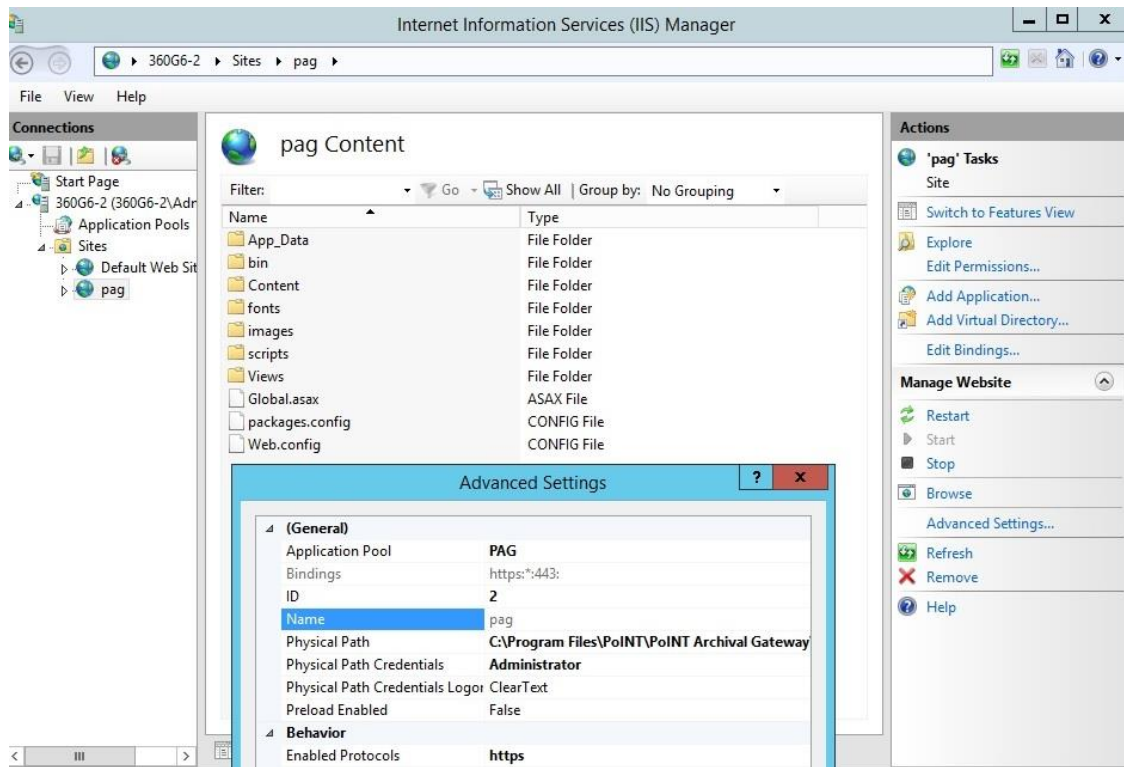 Internet Information Services (IIS) Manager
360G6-2 Sites pag
File View Help
Connections
Start Page
360G6-2 (360G6-2\Adr
Application Pools
Sites
Default Web Sit
pag
pag Content
Filter: Go Show All Group by: No Grouping
Name Type
App_Data File Folder
bin File Folder
Content File Folder
fonts File Folder
images File Folder
scripts File Folder
Views File Folder
Global.asax ASAX File
packages.config CONFIG File
Web.config CONFIG File
Advanced Settings ? x
(General)
Application Pool PAG
Bindings https:*:443:
ID 2
Name pag
Physical Path C:\Program Files\PoINT\PoINT Archival Gateway\
Physical Path Credentials Administrator
Physical Path Credentials Logor ClearText
Preload Enabled False
Behavior
Enabled Protocols https
Actions
'pag' Tasks
Site
Switch to Features View
Explore
Edit Permissions...
Add Application...
Add Virtual Directory...
Edit Bindings...
Manage Website
Restart
Start
Stop
Browse
Advanced Settings...
Refresh
Remove
Help